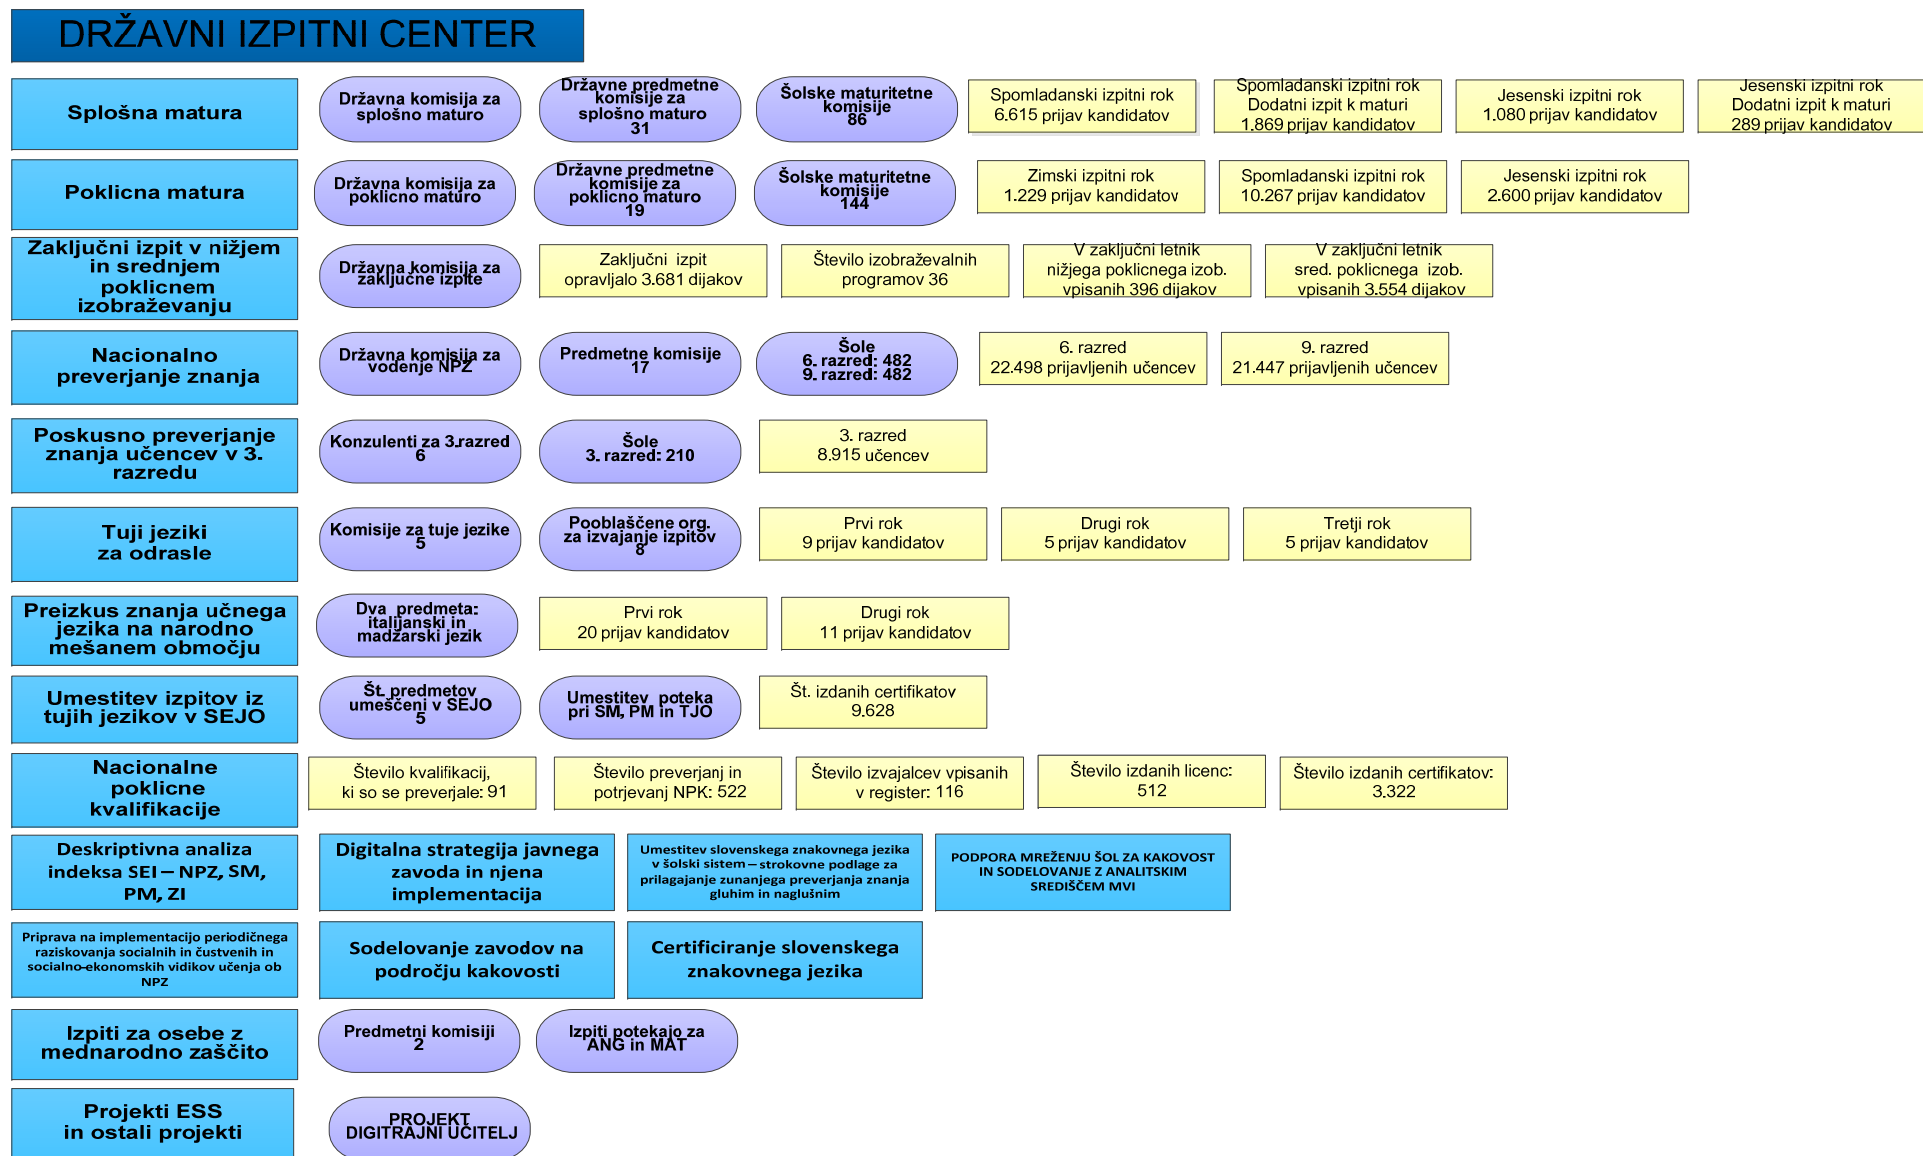 DRŽAVNI IZPITNI CENTER
Splošna matura
Državna komisija za
splošno maturo
Državne predmetne
komisije za
splošno maturo
31
Šolske maturitetne
komisije
86
Spomladanski izpitni rok
6.615 prijav kandidatov
Spomladanski izpitni rok
Dodatni izpit k maturi
1.869 prijav kandidatov
Jesenski izpitni rok
1.080 prijav kandidatov
Jesenski izpitni rok
Dodatni izpit k maturi
289 prijav kandidatov
Poklicna matura
Državna komisija za
poklicno maturo
Državne predmetne
komisije za
poklicno maturo
19
Šolske maturitetne
komisije
144
Zimski izpitni rok
1.229 prijav kandidatov
Spomladanski izpitni rok
10.267 prijav kandidatov
Jesenski izpitni rok
2.600 prijav kandidatov
Zaključni izpit v nižjem
in srednjem
poklicnem
izobraževanju
Državna komisija za
zaključne izpite
Zaključni izpit
opravljalo 3.681 dijakov
Število izobraževalnih
programov 36
V zaključni letnik
nižjega poklicnega izob.
vpisanih 396 dijakov
V zaključni letnik
sred. poklicnega izob.
vpisanih 3.554 dijakov
Nacionalno
preverjanje znanja
Državna komisija za
vodenje NPZ
Predmetne komisije
17
Šole
6. razred: 482
9. razred: 482
6. razred
22.498 prijavljenih učencev
9. razred
21.447 prijavljenih učencev
Poskusno preverjanje
znanja učencev v 3.
razredu
Konzulenti za 3.razred
6
Šole
3. razred: 210
3. razred
8.915 učencev
Tuji jeziki
za odrasle
Komisije za tuje jezike
5
Pooblaščene org.
za izvajanje izpitov
8
Prvi rok
9 prijav kandidatov
Drugi rok
5 prijav kandidatov
Tretji rok
5 prijav kandidatov
Preizkus znanja učnega
jezika na narodno
mešanem območju
Dva predmeta:
italijanski in
madžarski jezik
Prvi rok
20 prijav kandidatov
Drugi rok
11 prijav kandidatov
Umestitev izpitov iz
tujih jezikov v SEJO
Št. predmetov
umeščeni v SEJO
5
Umestitev poteka
pri SM, PM in TJO
Št. izdanih certifikatov
9.628
Nacionalne
poklicne
kvalifikacije
Število kvalifikacij,
ki so se preverjale: 91
Število preverjanj in
potrjevanj NPK: 522
Število izvajalcev vpisanih
v register: 116
Število izdanih licenc:
512
Število izdanih certifikatov:
3.322
Deskriptivna analiza
indeksa SEI – NPZ, SM,
PM, ZI
Digitalna strategija javnega
zavoda in njena
implementacija
Umestitev slovenskega znakovnega jezika
v šolski sistem – strokovne podlage za
prilagajanje zunanjega preverjanja znanja
gluhim in naglušnim
PODPORA MREŽENJU ŠOL ZA KAKOVOST
IN SODELOVANJE Z ANALITSKIM
SREDIŠČEM MVI
Priprava na implementacijo periodičnega
raziskovanja socialnih in čustvenih in
socialno-ekonomskih vidikov učenja ob
NPZ
Sodelovanje zavodov na
področju kakovosti
Certificiranje slovenskega
znakovnega jezika
Izpiti za osebe z
mednarodno zaščito
Predmetni komisiji
2
Izpiti potekajo za
ANG in MAT
Projekti ESS
in ostali projekti
PROJEKT
DIGITRAJNI UČITELJ